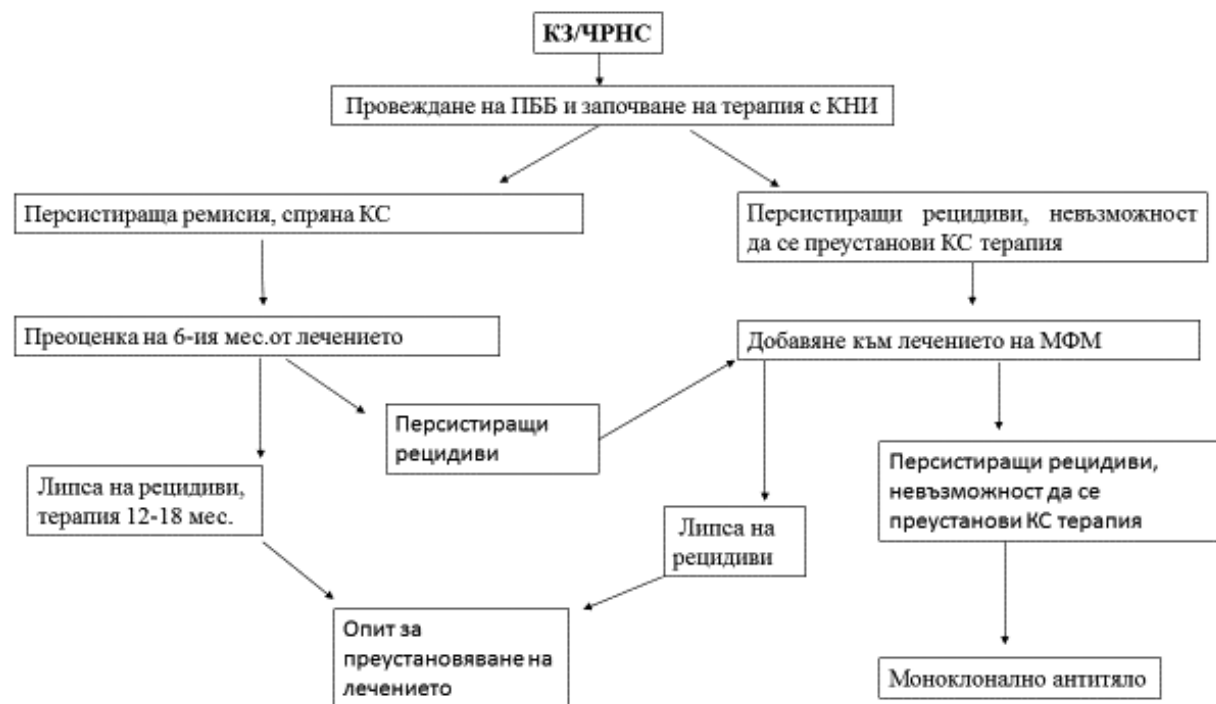 КЗ/ЧРНС
Провеждане на ПББ и започване на терапия с КНИ
Персистираща ремисия, спряна КС
Персистиращи рецидиви, невъзможност
да се преустанови КС терапия
Преоценка на 6-ия мес.от лечението
Добавяне към лечението на МФМ
Персистиращи
рецидиви
Персистиращи рецидиви,
невъзможност да се
преустанови КС терапия
Липса на рецидиви,
терапия 12-18 мес.
Липса на
рецидиви
Опит за
преустановяване на
лечението
Моноклонално антитяло